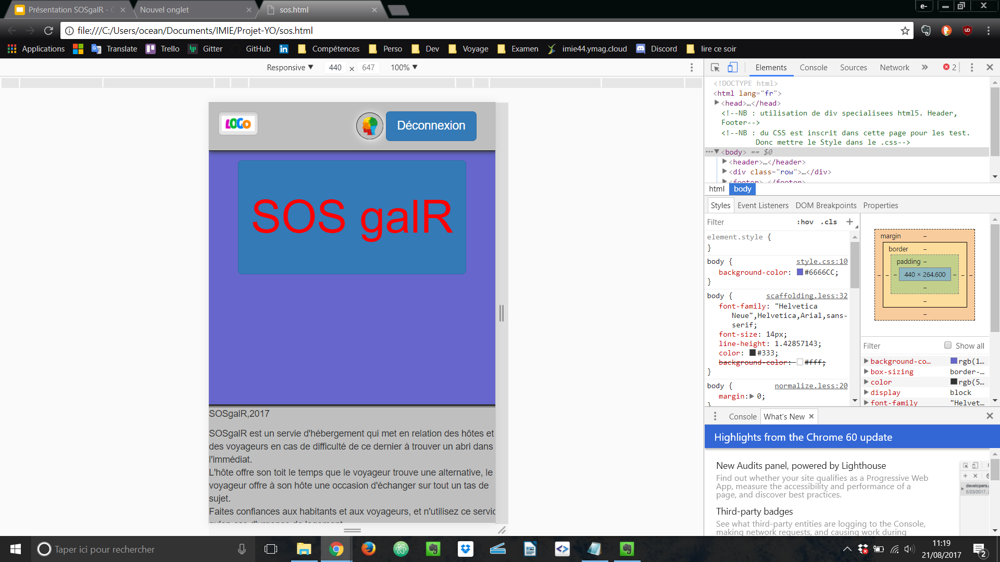 Présentation SOSgalR - G
Nouvel onglet
sos.html
e-
file:///C:/Users/ocean/Documents/IMIE/Projet-YO/sos.html
Applications
Translate
Trello
Gitter
GitHub
Compétences
Perso
Dev
Voyage
Examen
imie44.ymag.cloud
Discord
lire ce soir
Responsive ▼ 440 × 647 100% ▼
LOGO
Déconnexion
SOS galR
SOSgalR,2017
SOSgalR est un servie d'hébergement qui met en relation des hôtes et
des voyageurs en cas de difficulté de ce dernier à trouver un abri dans
l'immédiat.
L'hôte offre son toit le temps que le voyageur trouve une alternative, le
voyageur offre à son hôte une occasion d'échanger sur tout un tas de
sujet.
Faites confiances aux habitants et aux voyageurs, et n'utilisez ce servic
qu'en cas d'urgence de logement
Elements Console Sources Network » 2
<!DOCTYPE html>
<html lang="fr">
<head>…</head>
<!--NB : utilisation de div specialisees html5. Header,
Footer-->
<!--NB : du CSS est inscrit dans cette page pour les test.
Donc mettre le Style dans le .css-->
<body> == $0
<header>…</header>
<div class="row">…</div>
<footer>…</footer>
html body
Styles Event Listeners DOM Breakpoints Properties
Filter :hov .cls +
element.style {
}
body { style.css:10
background-color: #6666CC;
}
body { scaffolding.less:32
font-family: "Helvetica
Neue",Helvetica,Arial,sans-
serif;
font-size: 14px;
line-height: 1.42857143;
color: #333;
background-color: #fff;
}
body { normalize.less:20
margin: 0;
}
margin –
border –
padding –
– – – 440 × 264.600 – – –
–
–
–
Filter Show all
background-co… rgb(1…
box-sizing border-…
color rgb(5…
display block
font-family "Helvet…
Console What's New
Highlights from the Chrome 60 update
New Audits panel, powered by Lighthouse
Find out whether your site qualifies as a Progressive Web
App, measure the accessibility and performance of a
page, and discover best practices.
Third-party badges
See what third-party entities are logging to the Console,
making network requests, and causing work during
developers.
5/23/2017,
Taper ici pour rechercher
11:19
21/08/2017
2